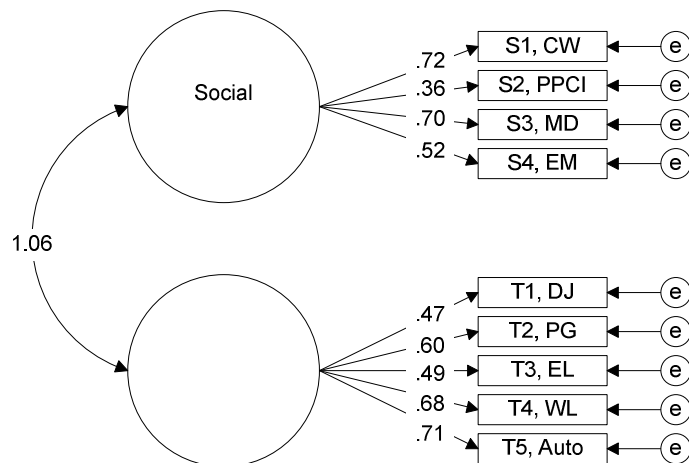 S1, CW
e
.72
.36
S2, PPCI
e
Social
.70
S3, MD
e
.52
S4, EM
e
1.06
T1, DJ
e
.47
.60
T2, PG
e
.49
T3, EL
e
.68
T4, WL
e
.71
T5, Auto
e